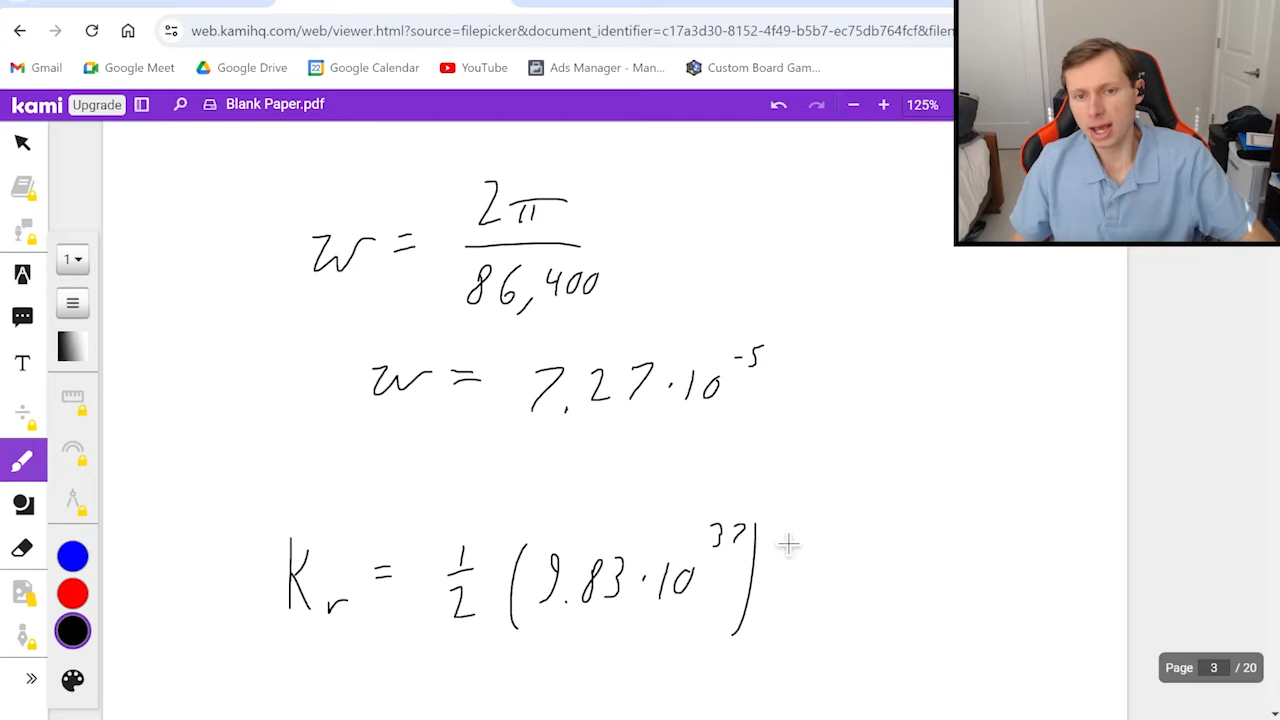 web.kamihq.com/web/viewer.html?source=filepicker&document_identifier=c17a3d30-8152-4f49-b5b7-ec75db764fcf&filen
Gmail Google Meet Google Drive 22 Google Calendar YouTube Ads Manager - Man... Custom Board Gam...
kami Upgrade Blank Paper.pdf 125%
1
A
T
w = 2π / 86,400
w = 7.27·10^-5
Kr = 1/2 (9.83·10^37)
Page 3 / 20